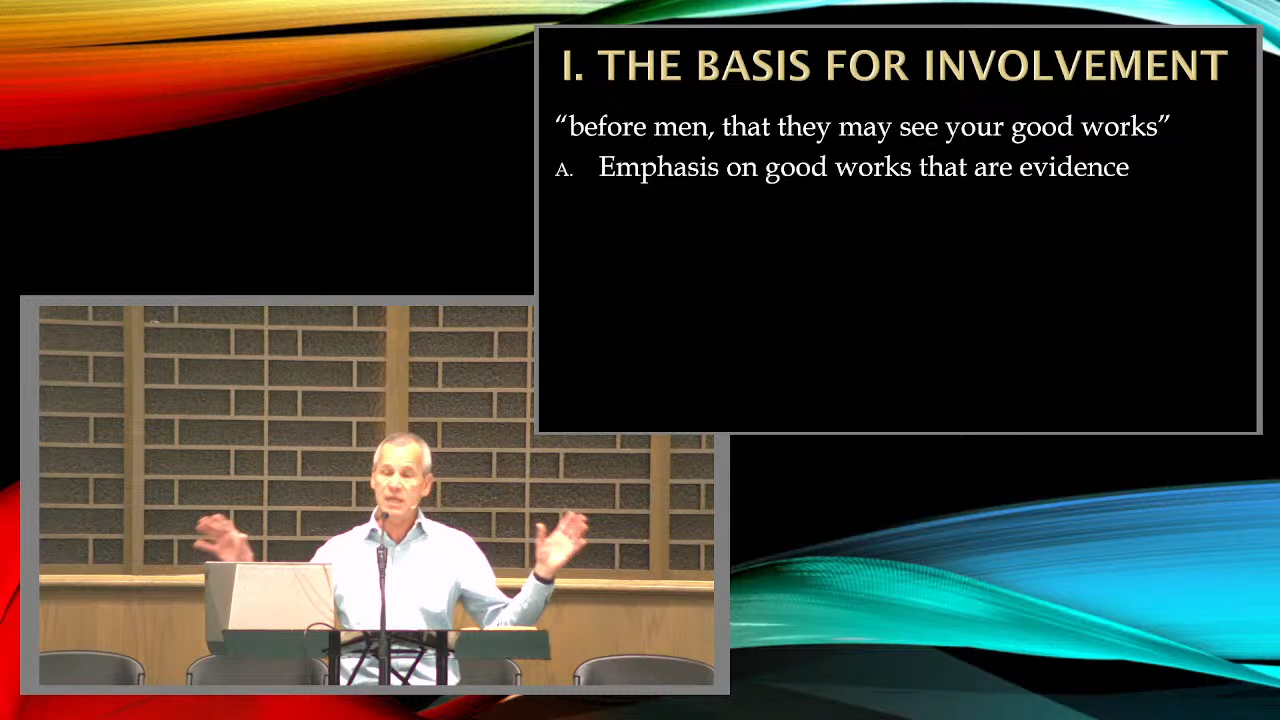 I. THE BASIS FOR INVOLVEMENT
“before men, that they may see your good works”
A. Emphasis on good works that are evidence